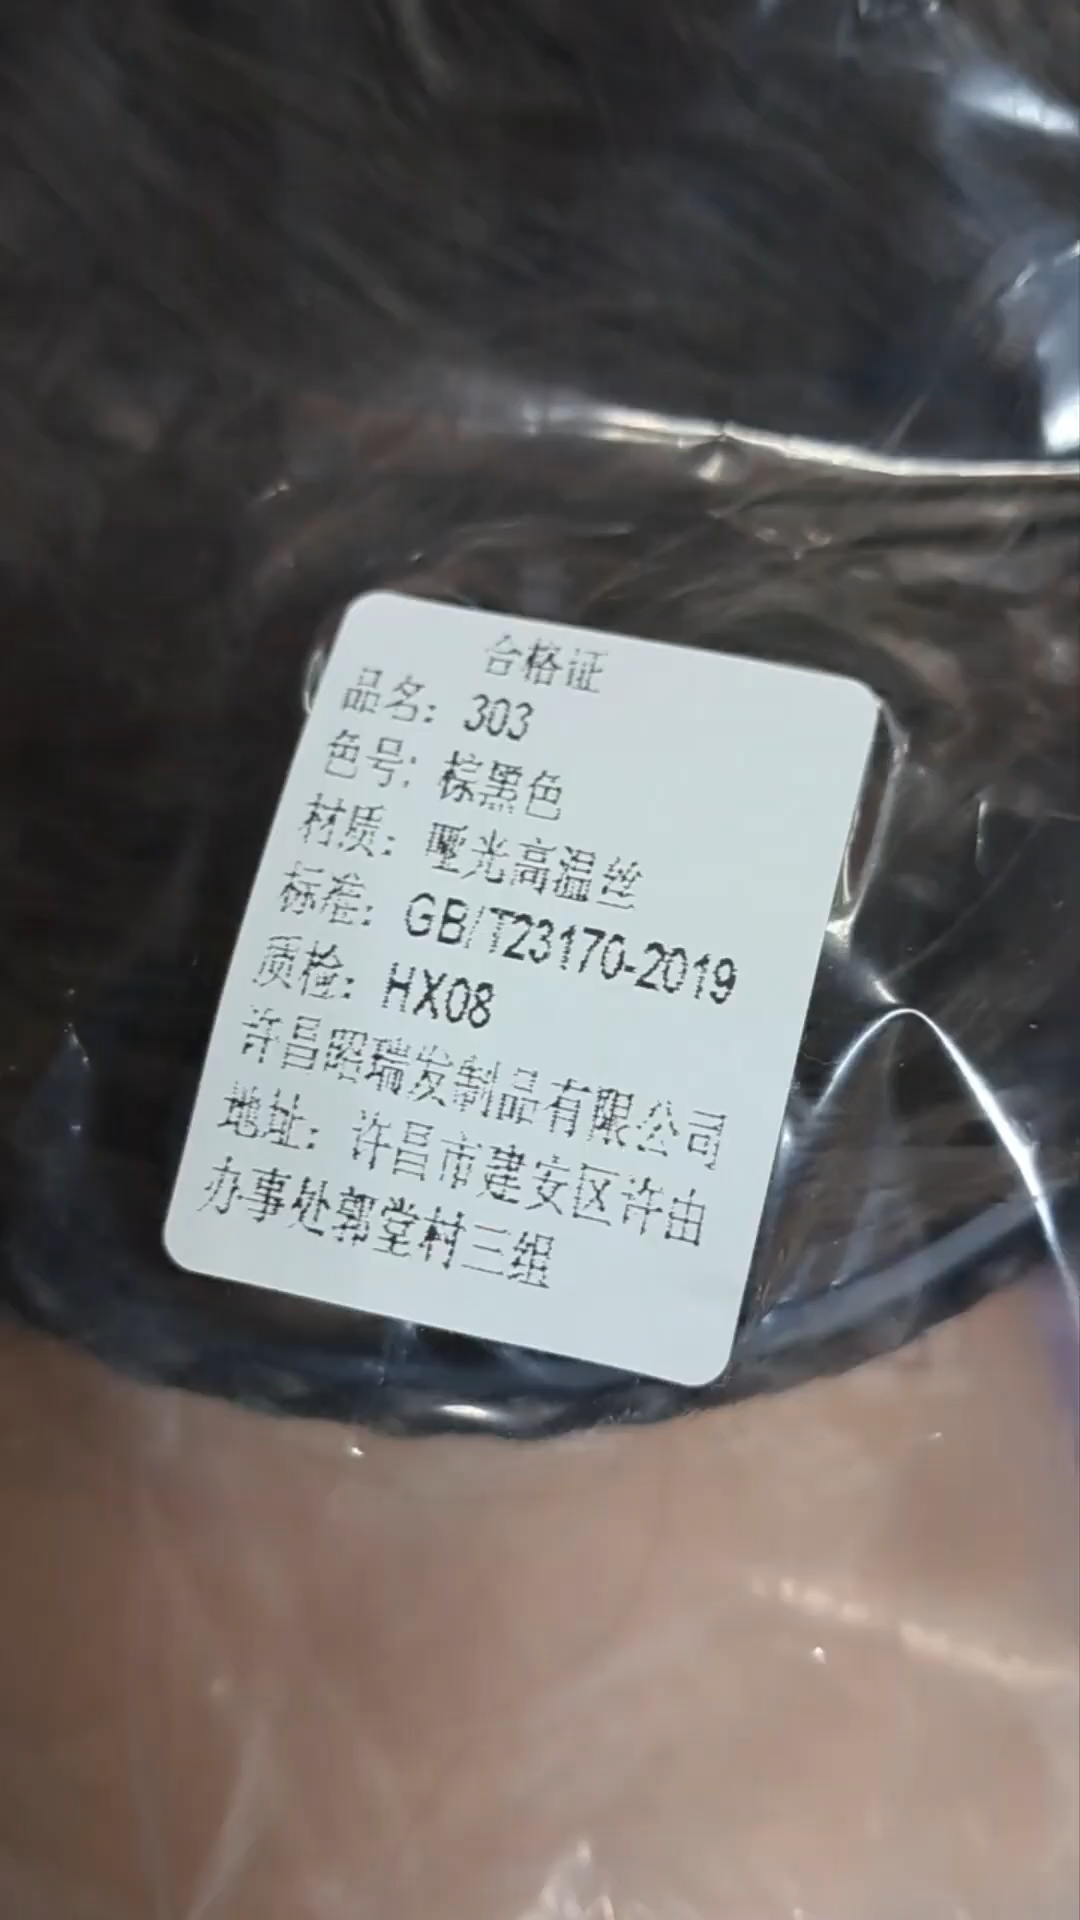 合格证
品名: 303
色号: 棕黑色
材质: 哑光高温丝
标准: GB/T23170-2019
质检: HX08
许昌昭瑞发制品有限公司
地址: 许昌市建安区许由
办事处郭堂村三组